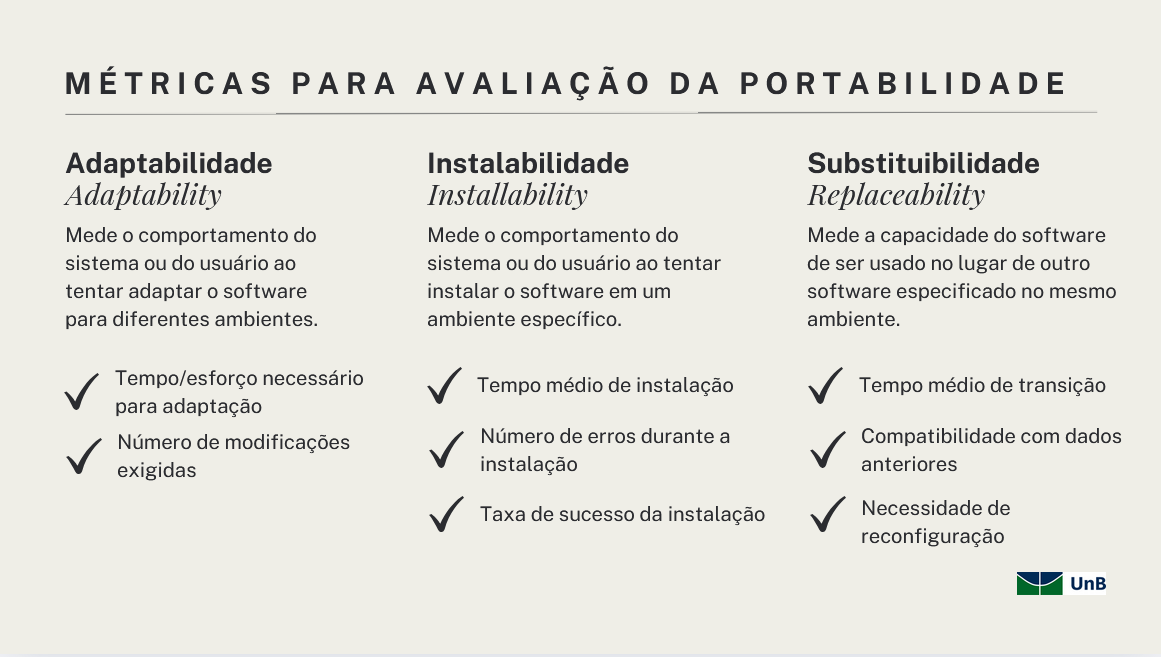 MÉTRICAS PARA AVALIAÇÃO DA PORTABILIDADE
Adaptabilidade
Adaptability
Mede o comportamento do
sistema ou do usuário ao
tentar adaptar o software
para diferentes ambientes.
Tempo/esforço necessário
para adaptação
Número de modificações
exigidas
Instalabilidade
Installability
Mede o comportamento do
sistema ou do usuário ao tentar
instalar o software em um
ambiente específico.
Tempo médio de instalação
Número de erros durante a
instalação
Taxa de sucesso da instalação
Substituibilidade
Replaceability
Mede a capacidade do software
de ser usado no lugar de outro
software especificado no mesmo
ambiente.
Tempo médio de transição
Compatibilidade com dados
anteriores
Necessidade de
reconfiguração
UnB